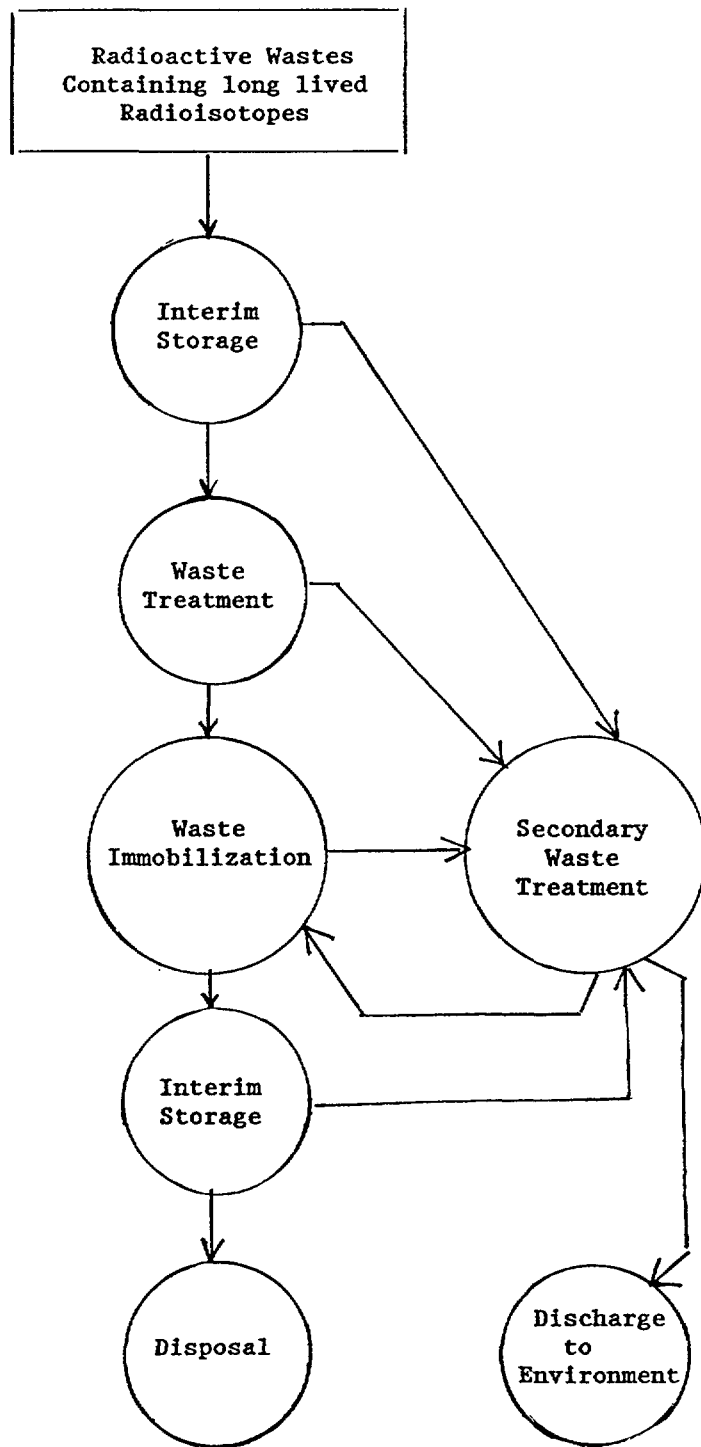 Radioactive Wastes
Containing long lived
Radioisotopes
Interim
Storage
Waste
Treatment
Waste
Immobilization
Secondary
Waste
Treatment
Interim
Storage
Disposal
Discharge
to
Environment